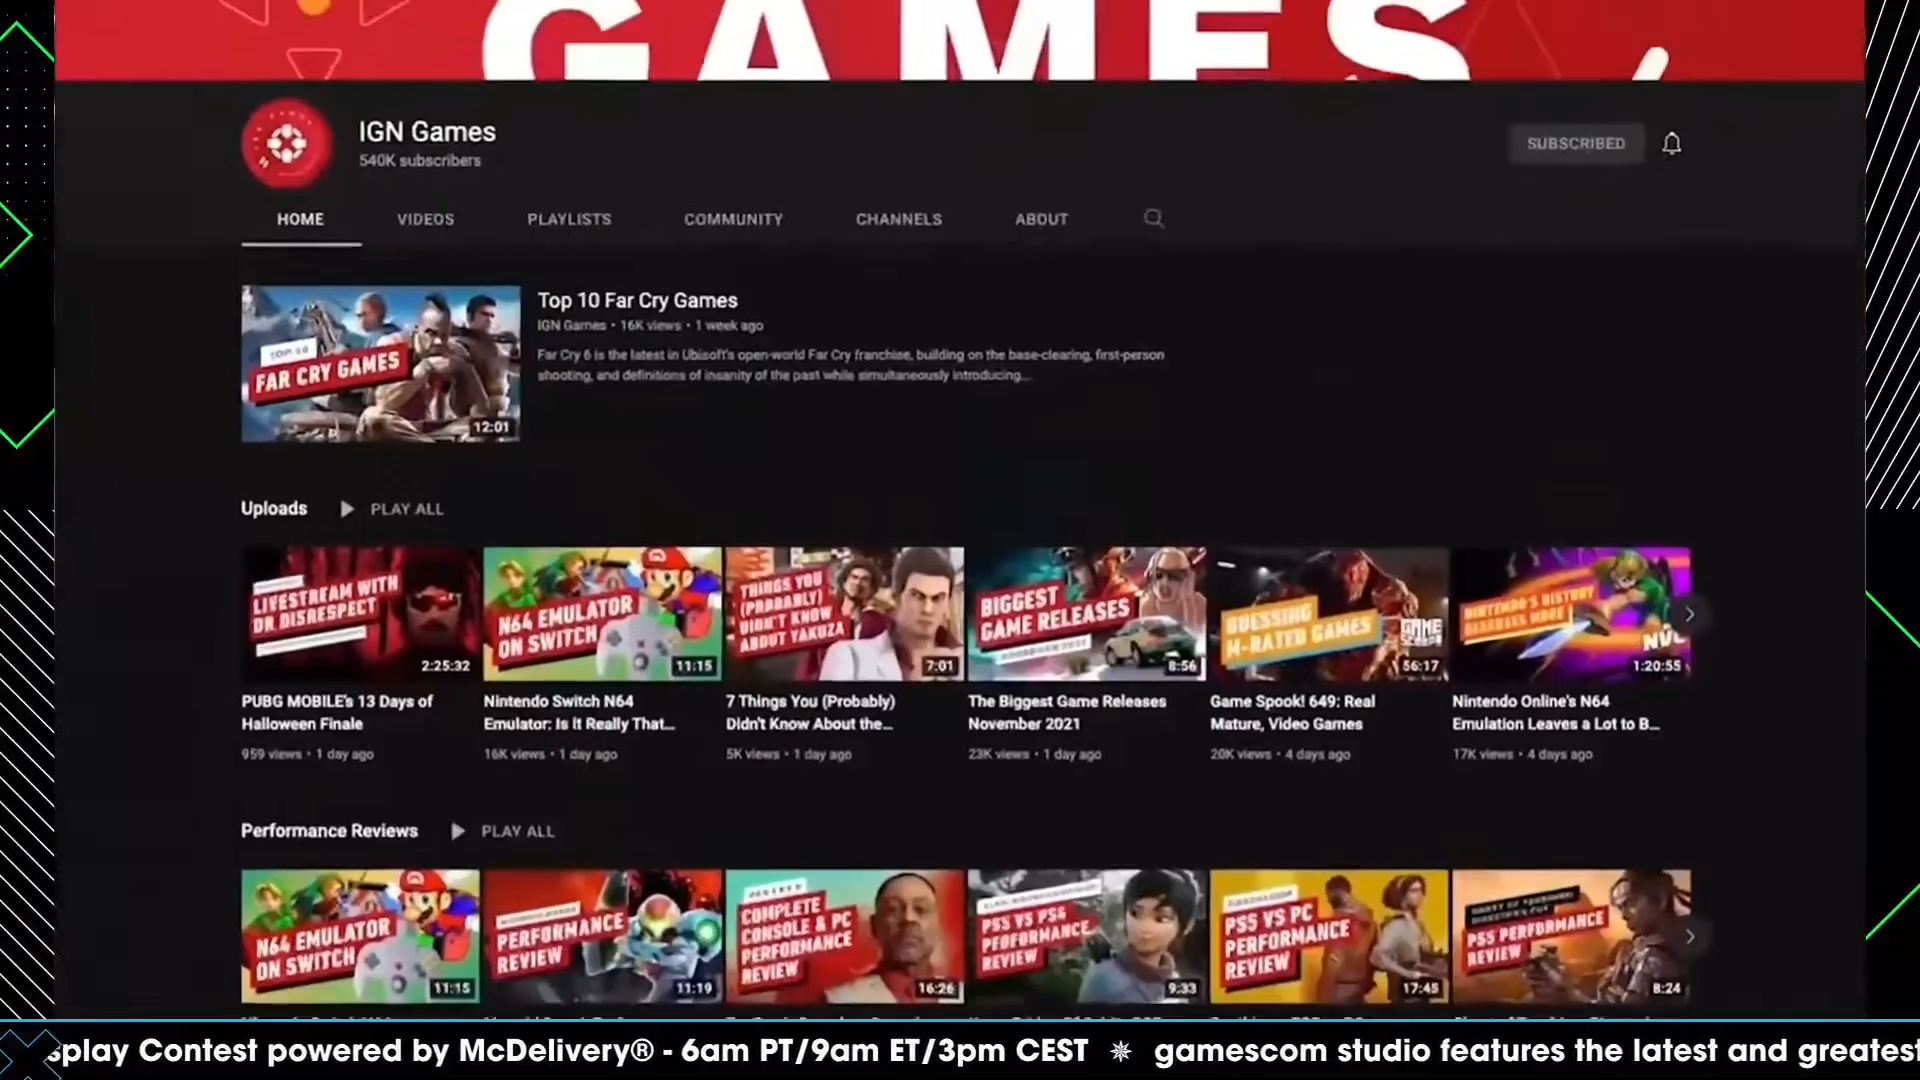 GAMES
IGN Games
540K subscribers
SUBSCRIBED
HOME VIDEOS PLAYLISTS COMMUNITY CHANNELS ABOUT
FAR CRY GAMES
12:01
Top 10 Far Cry Games
IGN Games • 16K views • 1 week ago
Far Cry 6 is the latest in Ubisoft's open-world Far Cry franchise, building on the base-clearing, first-person
shooting, and definitions of insanity of the past while simultaneously introducing...
Uploads PLAY ALL
LIVESTREAM WITH
DR DISRESPECT
2:25:32
N64 EMULATOR
ON SWITCH
11:15
THINGS YOU
(PROBABLY)
DIDN'T KNOW
ABOUT YAKUZA
7:01
BIGGEST
GAME RELEASES
8:56
GUESSING
M-RATED GAMES
GAME
SCOOP!
56:17
NINTENDO'S HISTORY
NVC
1:20:55
PUBG MOBILE's 13 Days of
Halloween Finale
959 views • 1 day ago
Nintendo Switch N64
Emulator: Is It Really That...
16K views • 1 day ago
7 Things You (Probably)
Didn't Know About the...
5K views • 1 day ago
The Biggest Game Releases
November 2021
23K views • 1 day ago
Game Spook! 649: Real
Mature, Video Games
20K views • 4 days ago
Nintendo Online's N64
Emulation Leaves a Lot to B...
17K views • 4 days ago
Performance Reviews PLAY ALL
N64 EMULATOR
ON SWITCH
11:15
PERFORMANCE
REVIEW
11:19
COMPLETE
CONSOLE & PC
PERFORMANCE
REVIEW
16:26
PS5 VS PS4
PERFORMANCE
REVIEW
9:33
PS5 VS PC
PERFORMANCE
REVIEW
17:45
PS5 PERFORMANCE
REVIEW
8:24
splay Contest powered by McDelivery® - 6am PT/9am ET/3pm CEST ✵ gamescom studio features the latest and greatest